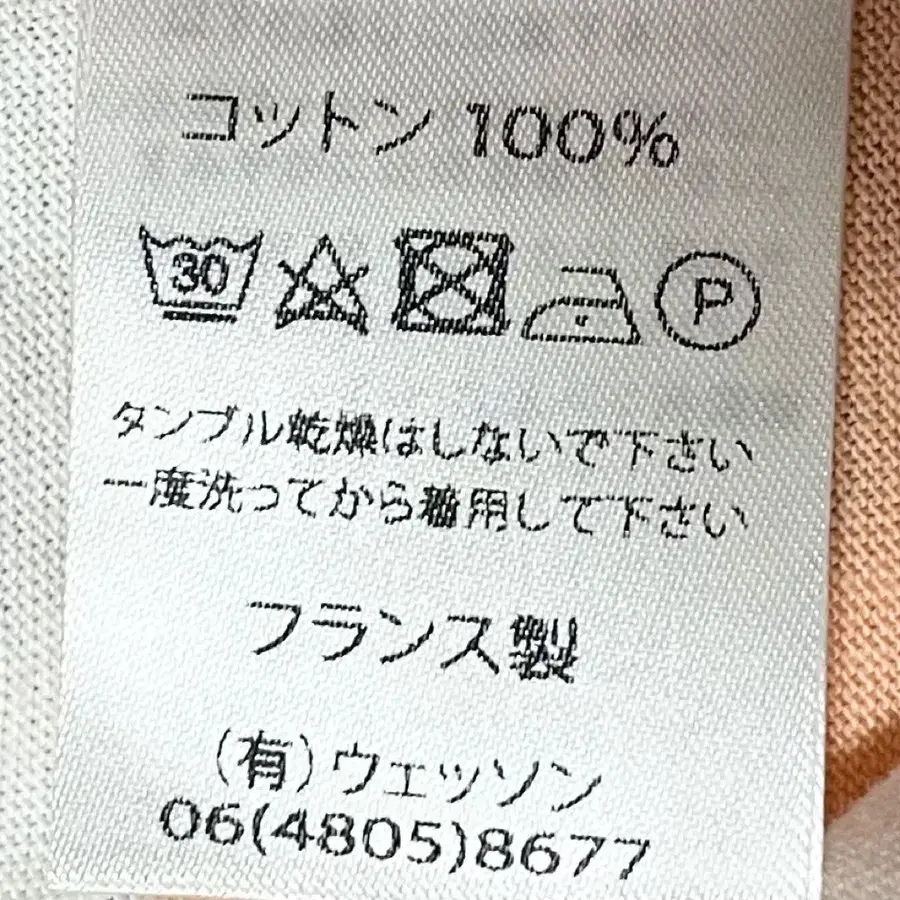 コットン 100%
30 P
タンブル乾燥はしないで下さい
一度洗ってから着用して下さい
フランス製
(有)ウェッソン
06(4805)8677